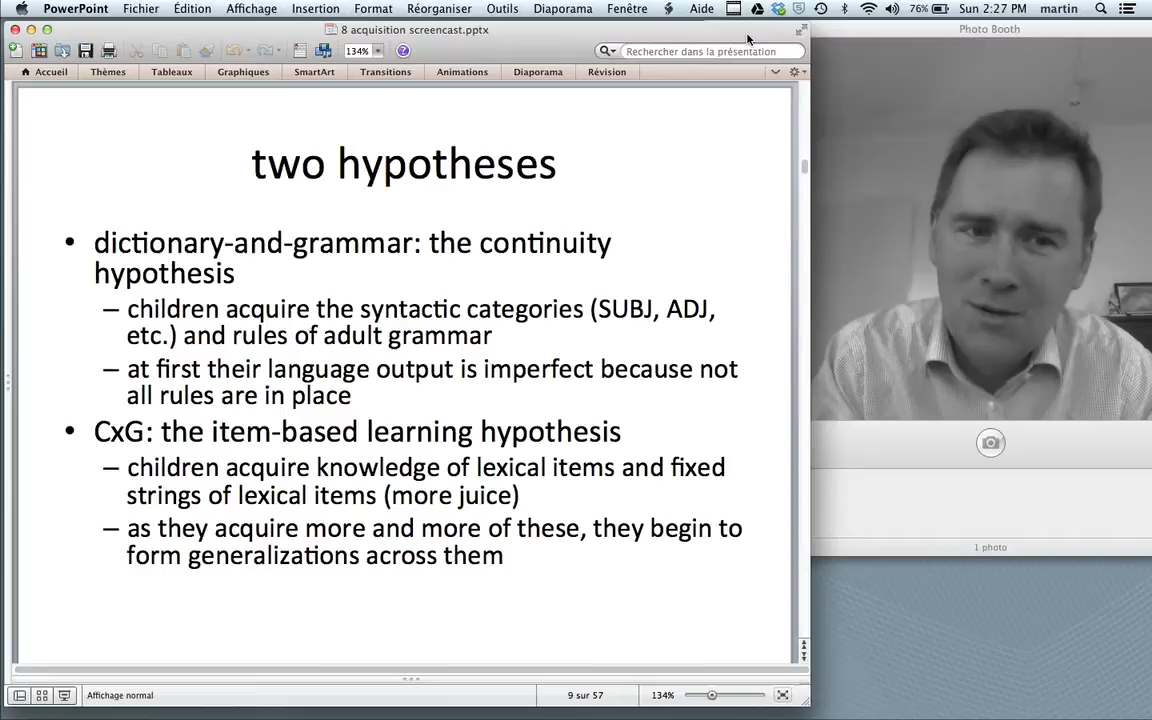 PowerPoint Fichier Édition Affichage Insertion Format Réorganiser Outils Diaporama Fenêtre Aide 76% Sun 2:27 PM martin
8 acquisition screencast.pptx
Photo Booth
134% Rechercher dans la présentation
Accueil Thèmes Tableaux Graphiques SmartArt Transitions Animations Diaporama Révision
two hypotheses
• dictionary-and-grammar: the continuity
hypothesis
– children acquire the syntactic categories (SUBJ, ADJ,
etc.) and rules of adult grammar
– at first their language output is imperfect because not
all rules are in place
• CxG: the item-based learning hypothesis
– children acquire knowledge of lexical items and fixed
strings of lexical items (more juice)
– as they acquire more and more of these, they begin to
form generalizations across them
1 photo
Affichage normal 9 sur 57 134%